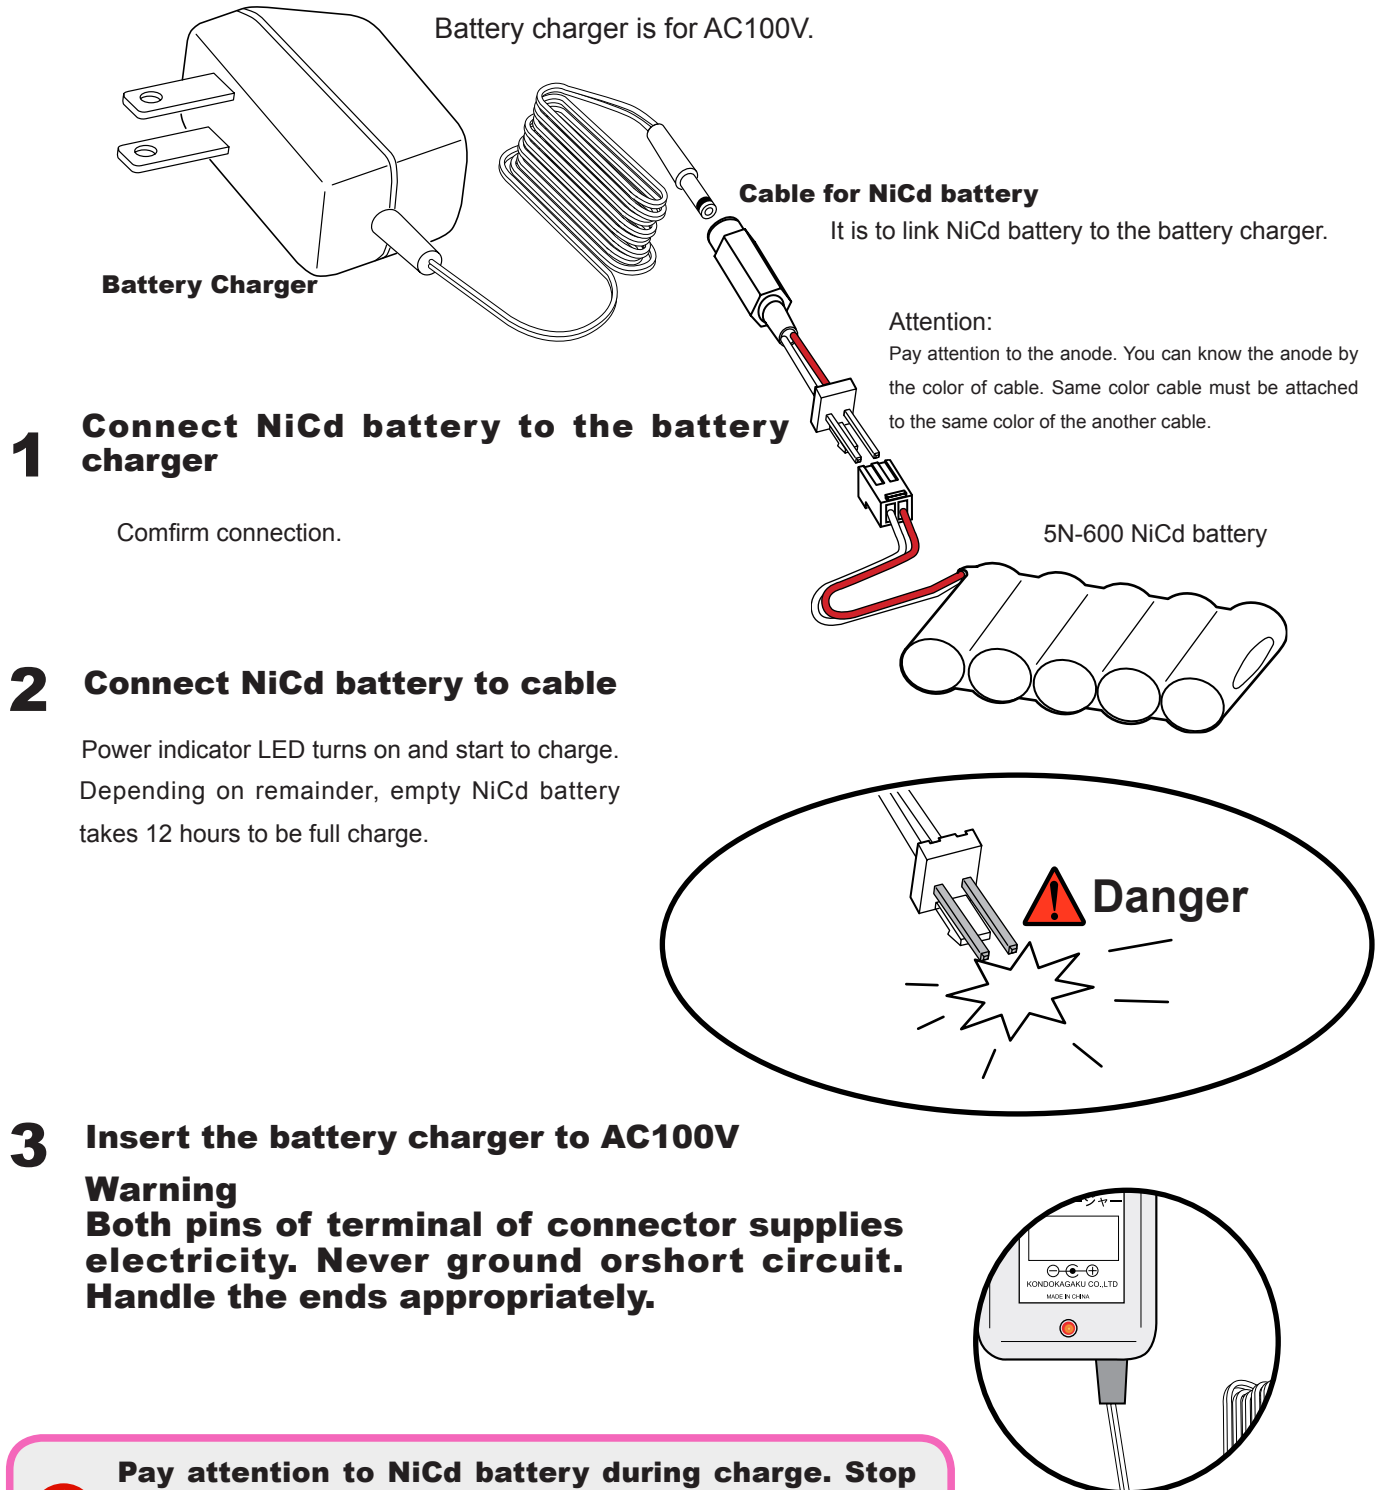 Battery charger is for AC100V.
Cable for NiCd battery
It is to link NiCd battery to the battery charger.
Battery Charger
Attention:
Pay attention to the anode. You can know the anode by
the color of cable. Same color cable must be attached
to the same color of the another cable.
1
Connect NiCd battery to the battery
charger
Comfirm connection.
5N-600 NiCd battery
2
Connect NiCd battery to cable
Power indicator LED turns on and start to charge.
Depending on remainder, empty NiCd battery
takes 12 hours to be full charge.
Danger
3
Insert the battery charger to AC100V
Warning
Both pins of terminal of connector supplies
electricity. Never ground orshort circuit.
Handle the ends appropriately.
ージャー
KONDOKAGAKU CO.,LTD
MADE IN CHINA
Pay attention to NiCd battery during charge. Stop